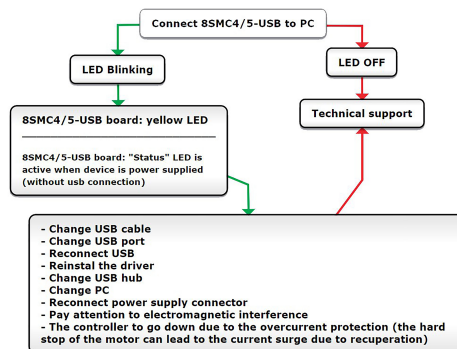 Connect 8SMC4/5-USB to PC
LED Blinking
LED OFF
8SMC4/5-USB board: yellow LED
Technical support
8SMC4/5-USB board: "Status" LED is
active when device is power supplied
(without usb connection)
- Change USB cable
- Change USB port
- Reconnect USB
- Reinstal the driver
- Change USB hub
- Change PC
- Reconnect power supply connector
- Pay attention to electromagnetic interference
- The controller to go down due to the overcurrent protection (the hard
stop of the motor can lead to the current surge due to recuperation)